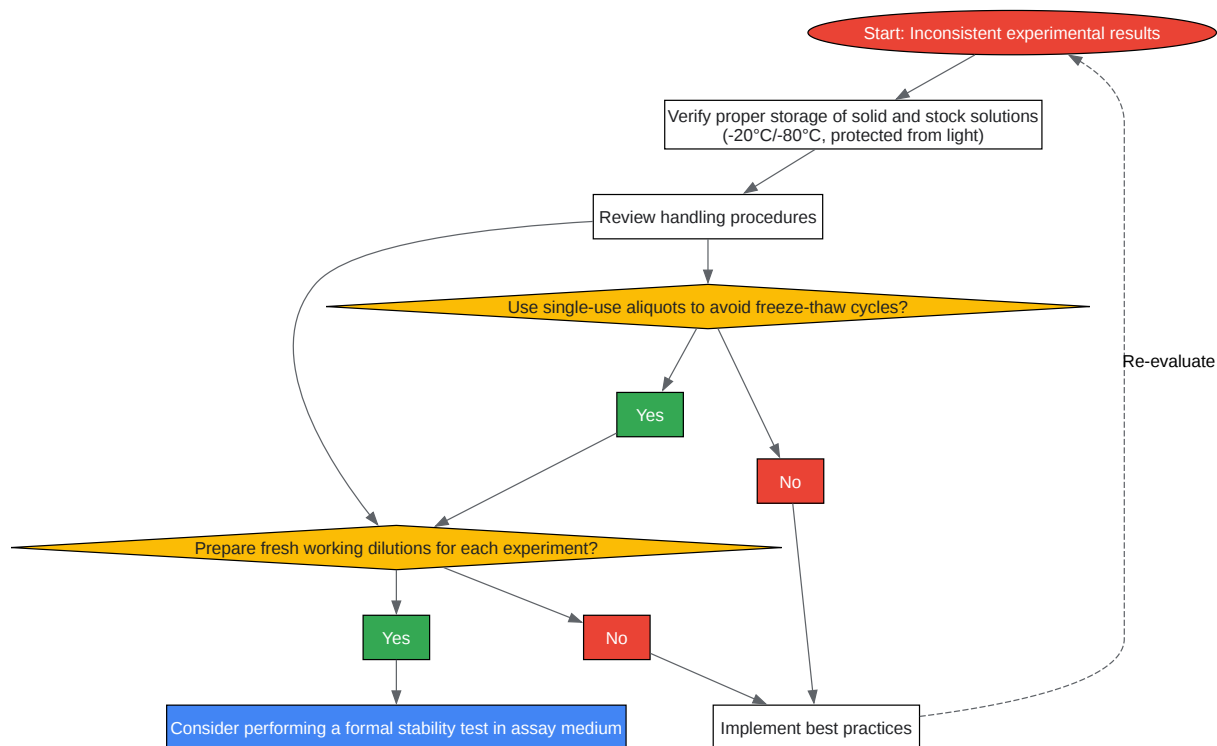 Start: Inconsistent experimental results
Verify proper storage of solid and stock solutions
(-20°C/-80°C, protected from light)
Review handling procedures
Use single-use aliquots to avoid freeze-thaw cycles?
Re-evaluate
Yes
No
Prepare fresh working dilutions for each experiment?
Yes
No
Consider performing a formal stability test in assay medium
Implement best practices